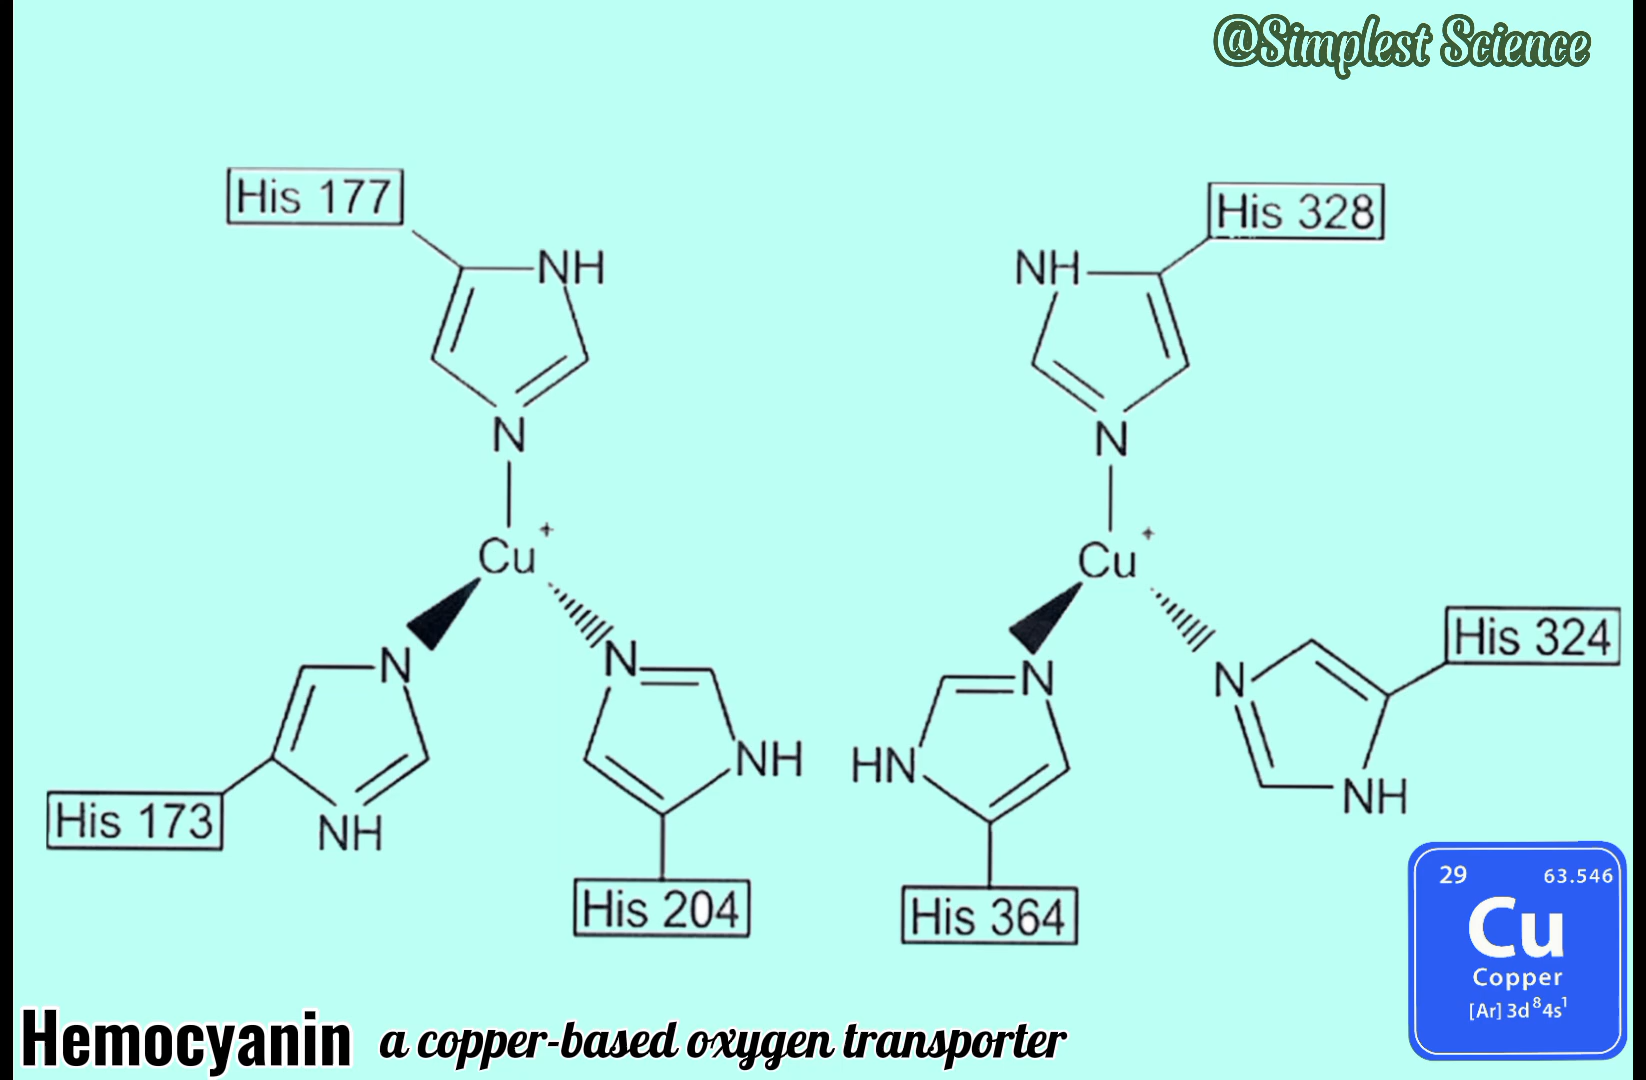 @Simplest Science
His 177
His 328
NH
NH
N
N
Cu+
Cu+
N
N
N
N
His 324
NH
HN
NH
His 173
NH
His 204
His 364
29
63.546
Cu
Copper
[Ar] 3d⁸4s¹
Hemocyanin a copper-based oxygen transporter